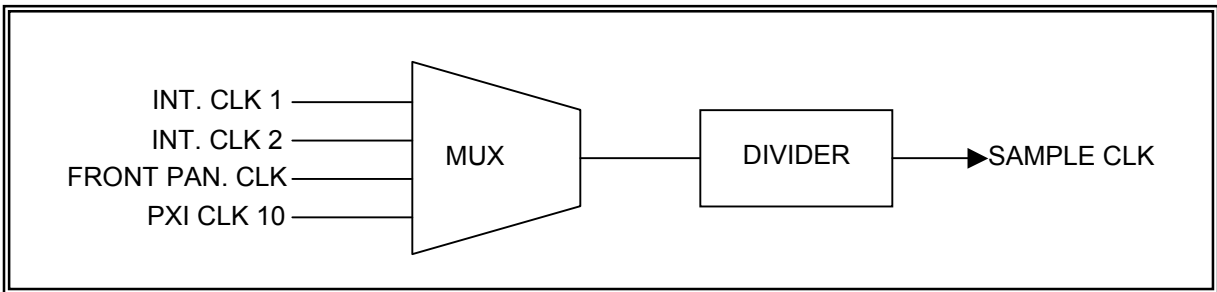 INT. CLK 1
INT. CLK 2
FRONT PAN. CLK
PXI CLK 10
MUX
DIVIDER
SAMPLE CLK